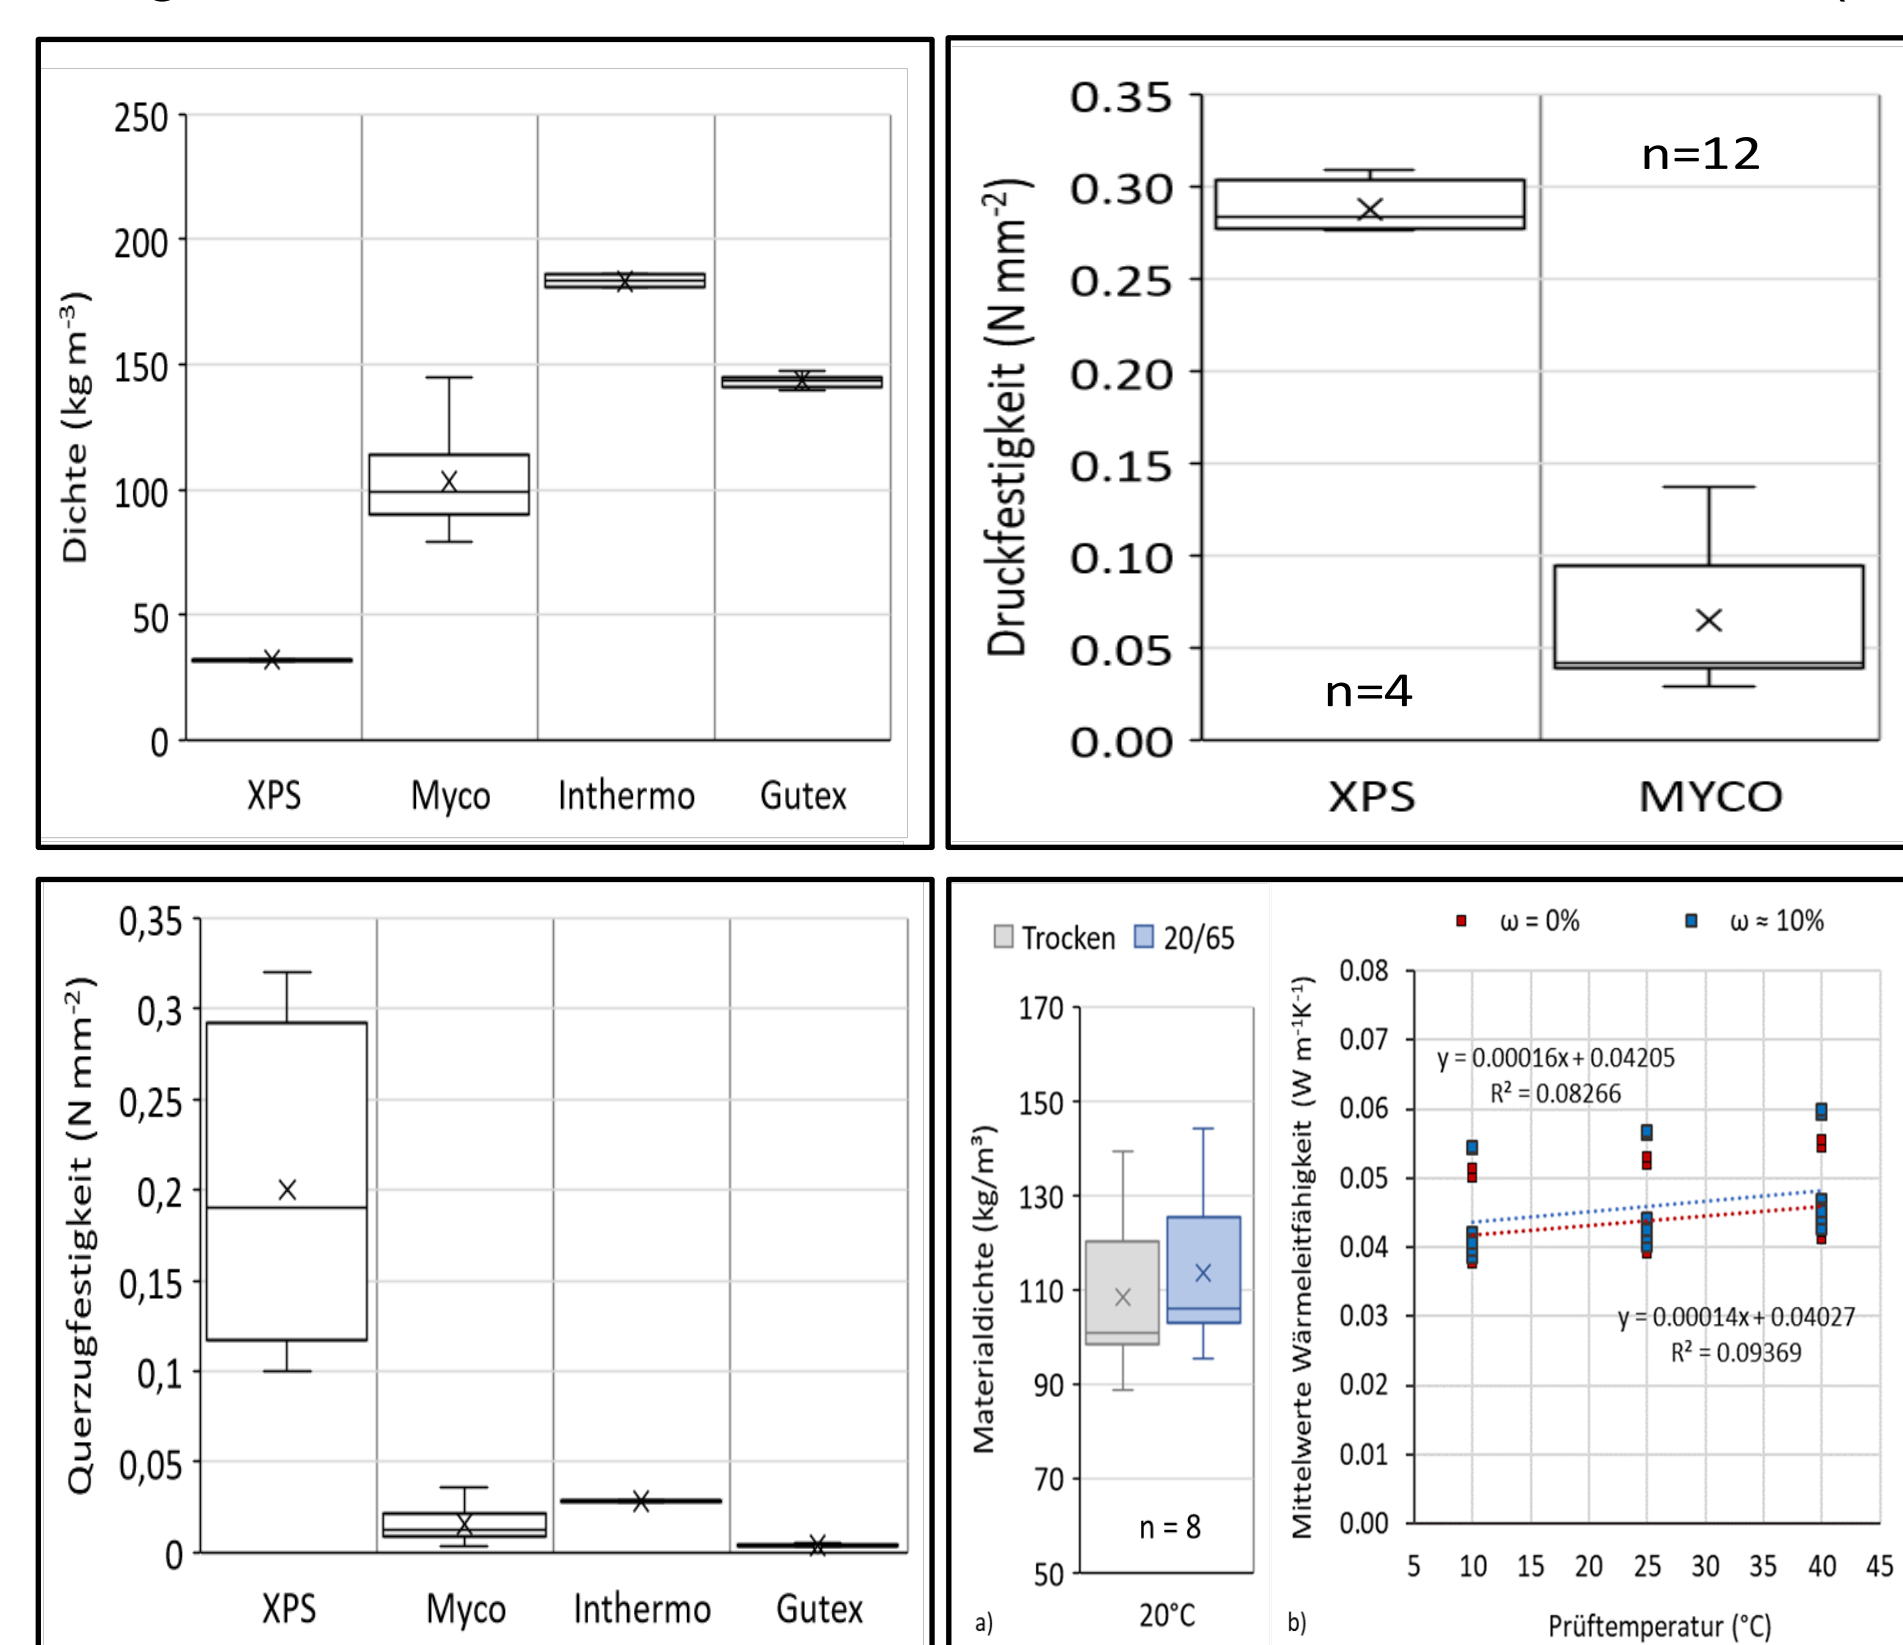 Dichte (kg m⁻³)
250
200
150
100
50
0
XPS Myco Inthermo Gutex
Druckfestigkeit (N mm⁻²)
0.35
0.30
0.25
0.20
0.15
0.10
0.05
0.00
n=12
n=4
XPS MYCO
Querzugfestigkeit (N mm⁻²)
0,35
0,3
0,25
0,2
0,15
0,1
0,05
0
XPS Myco Inthermo Gutex
Trocken 20/65
Materialdichte (kg/m³)
170
150
130
110
90
70
50
n = 8
20°C
a)
ω = 0% ω ≈ 10%
Mittelwerte Wärmeleitfähigkeit (W m⁻¹K⁻¹)
0.08
0.07
0.06
0.05
0.04
0.03
0.02
0.01
0.00
y = 0.00016x + 0.04205
R² = 0.08266
y = 0.00014x + 0.04027
R² = 0.09369
5 10 15 20 25 30 35 40 45
b)
Prüftemperatur (°C)